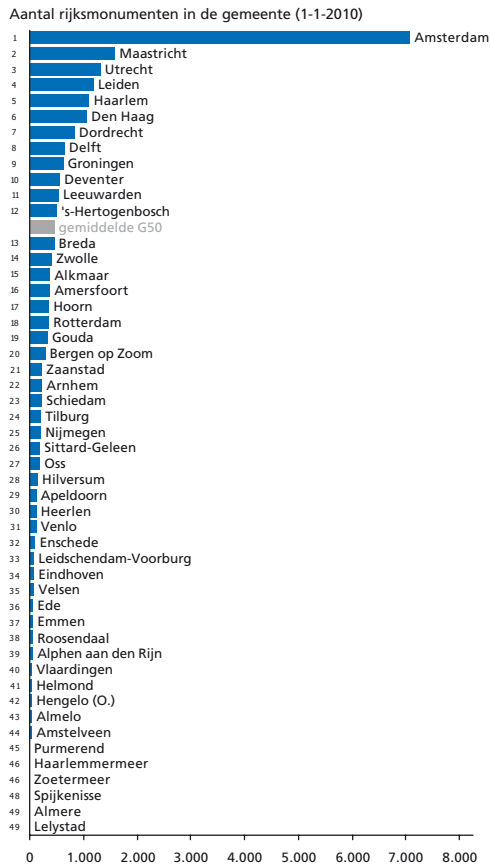 Aantal rijksmonumenten in de gemeente (1-1-2010)
1 Amsterdam
2 Maastricht
3 Utrecht
4 Leiden
5 Haarlem
6 Den Haag
7 Dordrecht
8 Delft
9 Groningen
10 Deventer
11 Leeuwarden
12 's-Hertogenbosch
gemiddelde G50
13 Breda
14 Zwolle
15 Alkmaar
16 Amersfoort
17 Hoorn
18 Rotterdam
19 Gouda
20 Bergen op Zoom
21 Zaanstad
22 Arnhem
23 Schiedam
24 Tilburg
25 Nijmegen
26 Sittard-Geleen
27 Oss
28 Hilversum
29 Apeldoorn
30 Heerlen
31 Venlo
32 Enschede
33 Leidschendam-Voorburg
34 Eindhoven
35 Velsen
36 Ede
37 Emmen
38 Roosendaal
39 Alphen aan den Rijn
40 Vlaardingen
41 Helmond
42 Hengelo (O.)
43 Almelo
44 Amstelveen
45 Purmerend
46 Haarlemmermeer
46 Zoetermeer
48 Spijkenisse
49 Almere
49 Lelystad
0 1.000 2.000 3.000 4.000 5.000 6.000 7.000 8.000